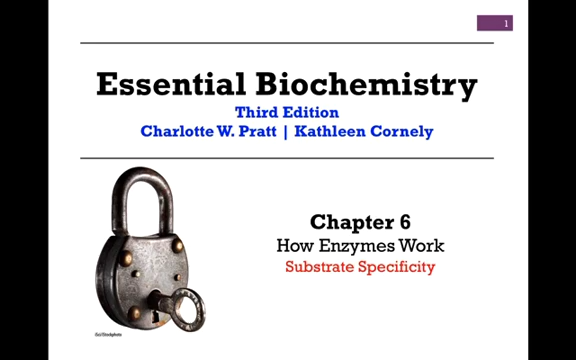 1
Essential Biochemistry
Third Edition
Charlotte W. Pratt | Kathleen Cornely
Chapter 6
How Enzymes Work
Substrate Specificity